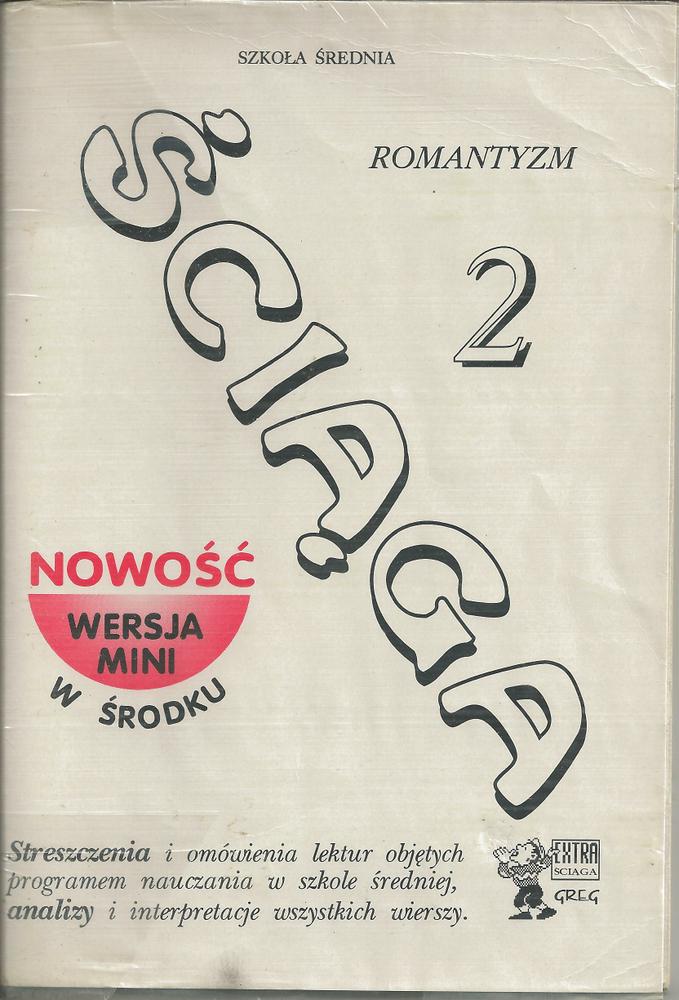 SZKOŁA ŚREDNIA
ROMANTYZM
2
ŚCIĄGA
NOWOŚĆ
WERSJA
MINI
W ŚRODKU
Streszczenia i omówienia lektur objętych
programem nauczania w szkole średniej,
analizy i interpretacje wszystkich wierszy.
EXTRA
ŚCIĄGA
GREG